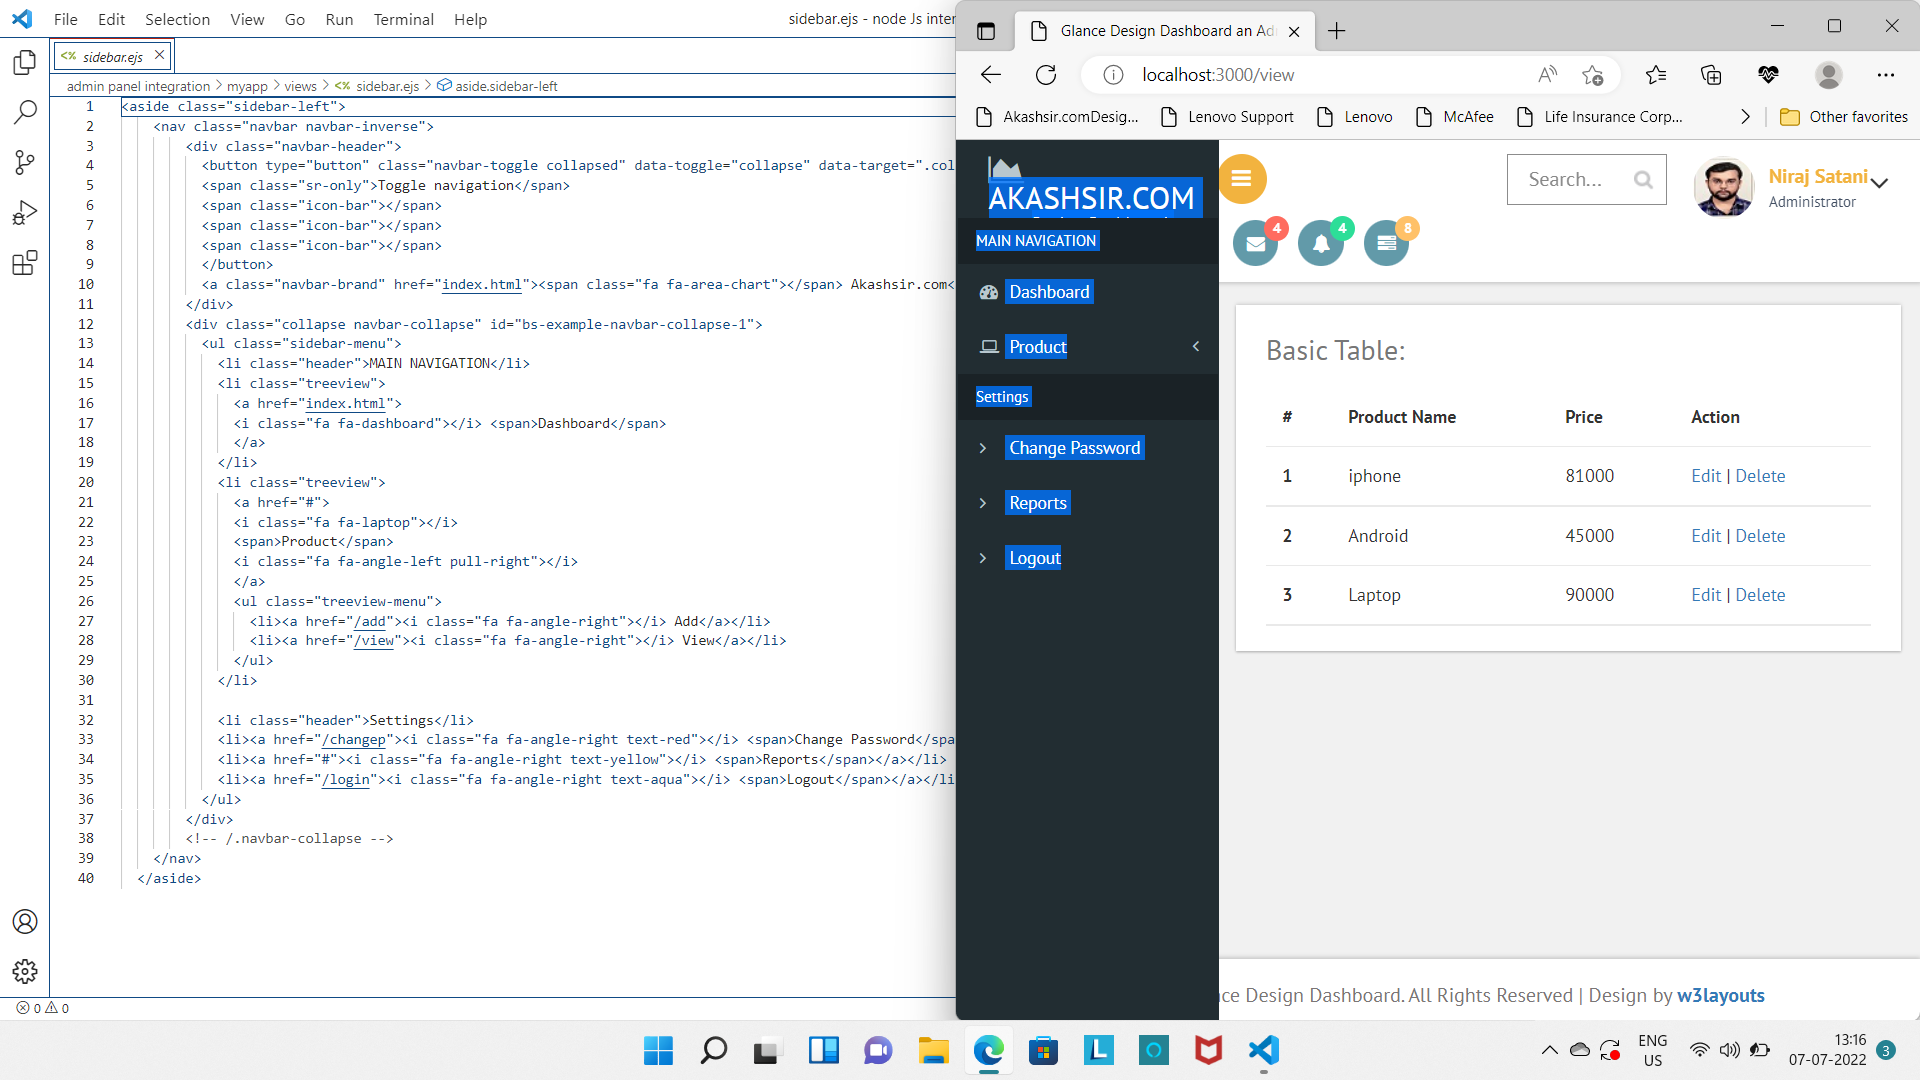 File Edit Selection View Go Run Terminal Help
sidebar.ejs - node Js inter
<% sidebar.ejs
admin panel integration > myapp > views > <% sidebar.ejs > aside.sidebar-left
1 <aside class="sidebar-left">
2 <nav class="navbar navbar-inverse">
3 <div class="navbar-header">
4 <button type="button" class="navbar-toggle collapsed" data-toggle="collapse" data-target=".col
5 <span class="sr-only">Toggle navigation</span>
6 <span class="icon-bar"></span>
7 <span class="icon-bar"></span>
8 <span class="icon-bar"></span>
9 </button>
10 <a class="navbar-brand" href="index.html"><span class="fa fa-area-chart"></span> Akashsir.com<
11 </div>
12 <div class="collapse navbar-collapse" id="bs-example-navbar-collapse-1">
13 <ul class="sidebar-menu">
14 <li class="header">MAIN NAVIGATION</li>
15 <li class="treeview">
16 <a href="index.html">
17 <i class="fa fa-dashboard"></i> <span>Dashboard</span>
18 </a>
19 </li>
20 <li class="treeview">
21 <a href="#">
22 <i class="fa fa-laptop"></i>
23 <span>Product</span>
24 <i class="fa fa-angle-left pull-right"></i>
25 </a>
26 <ul class="treeview-menu">
27 <li><a href="/add"><i class="fa fa-angle-right"></i> Add</a></li>
28 <li><a href="/view"><i class="fa fa-angle-right"></i> View</a></li>
29 </ul>
30 </li>
31
32 <li class="header">Settings</li>
33 <li><a href="/changep"><i class="fa fa-angle-right text-red"></i> <span>Change Password</spa
34 <li><a href="#"><i class="fa fa-angle-right text-yellow"></i> <span>Reports</span></a></li>
35 <li><a href="/login"><i class="fa fa-angle-right text-aqua"></i> <span>Logout</span></a></li
36 </ul>
37 </div>
38 <!-- /.navbar-collapse -->
39 </nav>
40 </aside>
0 0
Glance Design Dashboard an Ad
localhost:3000/view
Akashsir.comDesig... Lenovo Support Lenovo McAfee Life Insurance Corp... Other favorites
AKASHSIR.COM
MAIN NAVIGATION
Dashboard
Product
Settings
Change Password
Reports
Logout
Search...
Niraj Satani
Administrator
4 4 8
Basic Table:
# Product Name Price Action
1 iphone 81000 Edit | Delete
2 Android 45000 Edit | Delete
3 Laptop 90000 Edit | Delete
ce Design Dashboard. All Rights Reserved | Design by w3layouts
ENG
US
13:16
07-07-2022
3